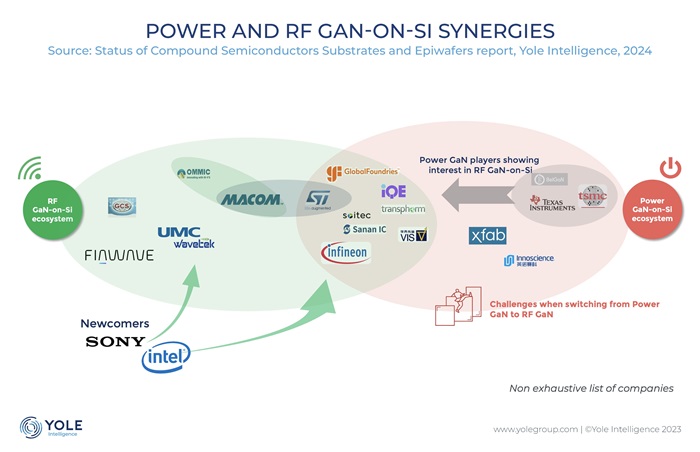 POWER AND RF GAN-ON-SI SYNERGIES
Source: Status of Compound Semiconductors Substrates and Epiwafers report, Yole Intelligence, 2024
RF
GaN-on-Si
ecosystem
GCS
OMMIC
MACOM
ST
UMC
wavetek
FINWAVE
GlobalFoundries
IQE
transphorm
soitec
Sanan IC
VIS
infineon
Power GaN players showing
interest in RF GaN-on-Si
TEXAS
INSTRUMENTS
tsmc
xfab
Innoscience
英诺赛科
Power
GaN-on-Si
ecosystem
Challenges when switching from Power
GaN to RF GaN
Newcomers
SONY
intel
Non exhaustive list of companies
YOLE
Intelligence
www.yolegroup.com | ©Yole Intelligence 2023